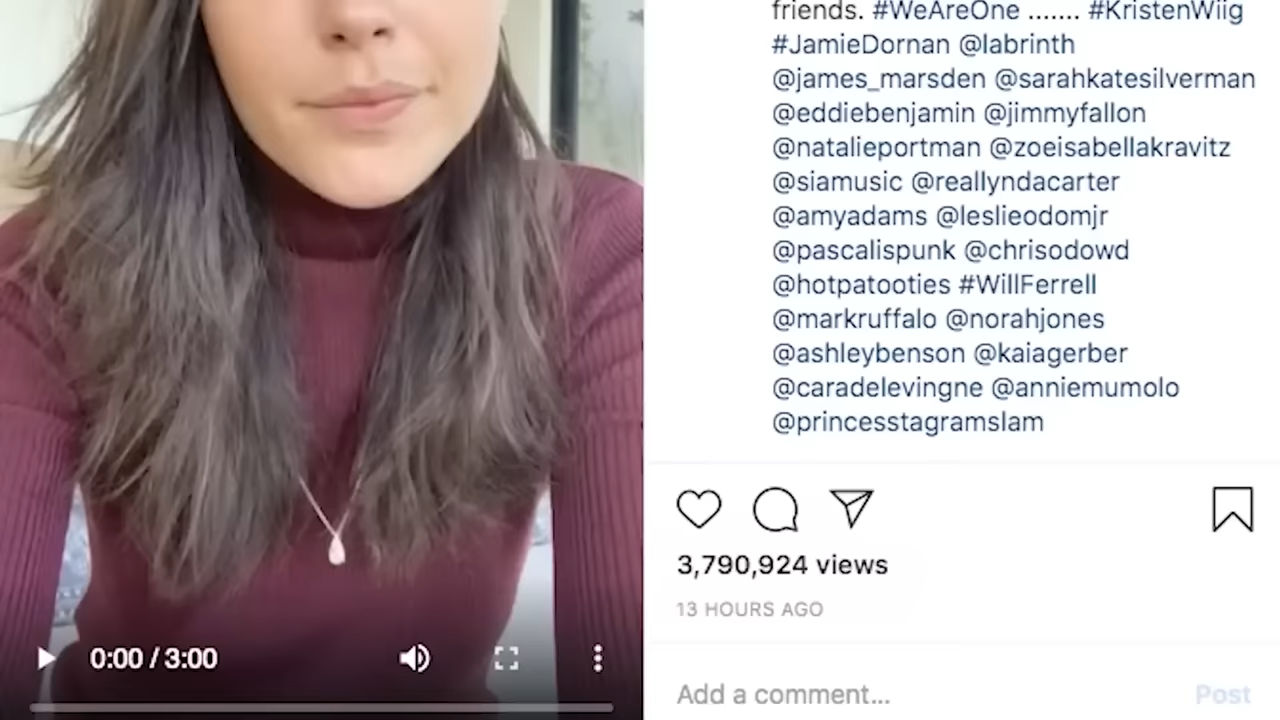 friends. #WeAreOne ....... #KristenWiig
#JamieDornan @labrinth
@james_marsden @sarahkatesilverman
@eddiebenjamin @jimmyfallon
@natalieportman @zoeisabellakravitz
@siamusic @reallyndacarter
@amyadams @leslieodomjr
@pascalispunk @chrisodowd
@hotpatooties #WillFerrell
@markruffalo @norahjones
@ashleybenson @kaiagerber
@caradelevingne @anniemumolo
@princesstagramslam
3,790,924 views
13 HOURS AGO
0:00 / 3:00
Add a comment... Post